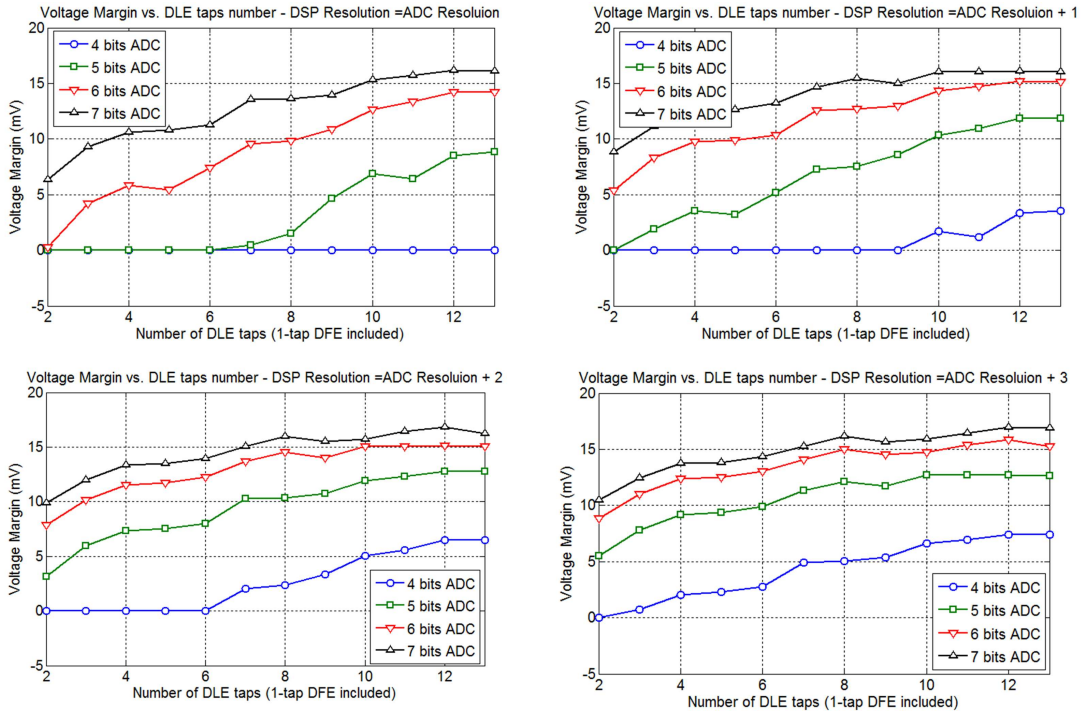 Voltage Margin vs. DLE taps number - DSP Resolution =ADC Resoluion
20
15
10
5
0
-5
Voltage Margin (mV)
4 bits ADC
5 bits ADC
6 bits ADC
7 bits ADC
2 4 6 8 10 12
Number of DLE taps (1-tap DFE included)
Voltage Margin vs. DLE taps number - DSP Resolution =ADC Resoluion + 1
20
15
10
5
0
-5
Voltage Margin (mV)
4 bits ADC
5 bits ADC
6 bits ADC
7 bits ADC
2 4 6 8 10 12
Number of DLE taps (1-tap DFE included)
Voltage Margin vs. DLE taps number - DSP Resolution =ADC Resoluion + 2
20
15
10
5
0
-5
Voltage Margin (mV)
4 bits ADC
5 bits ADC
6 bits ADC
7 bits ADC
2 4 6 8 10 12
Number of DLE taps (1-tap DFE included)
Voltage Margin vs. DLE taps number - DSP Resolution =ADC Resoluion + 3
20
15
10
5
0
-5
Voltage Margin (mV)
4 bits ADC
5 bits ADC
6 bits ADC
7 bits ADC
2 4 6 8 10 12
Number of DLE taps (1-tap DFE included)